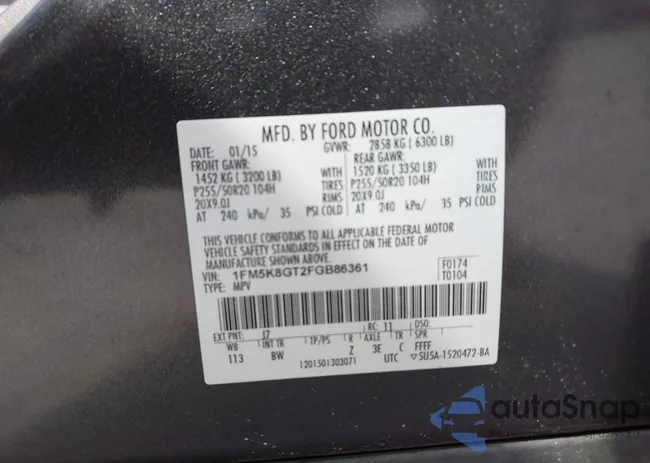 MFD. BY FORD MOTOR CO.
DATE: 01/15 GVWR: 2858 KG ( 6300 LB)
FRONT GAWR: REAR GAWR:
1452 KG ( 3200 LB) WITH 1520 KG ( 3350 LB)
P255/50R20 104H TIRES P255/50R20 104H
20X9.0J RIMS 20X9.0J
AT 240 kPa/ 35 PSI COLD AT 240 kPa/ 35 PSI COLD
THIS VEHICLE CONFORMS TO ALL APPLICABLE FEDERAL MOTOR
VEHICLE SAFETY STANDARDS IN EFFECT ON THE DATE OF
MANUFACTURE SHOWN ABOVE.
VIN: 1FM5K8GT2FGB86361 F0174
TYPE: MPV T0104
EXT PNT: J7 RC: 11 DSO:
WB INT TR TP/PS R AXLE TR SPR
113 BW Z 3E C FFFF
1201501303071 UTC 5U5A-1520472-BA
autoSnap